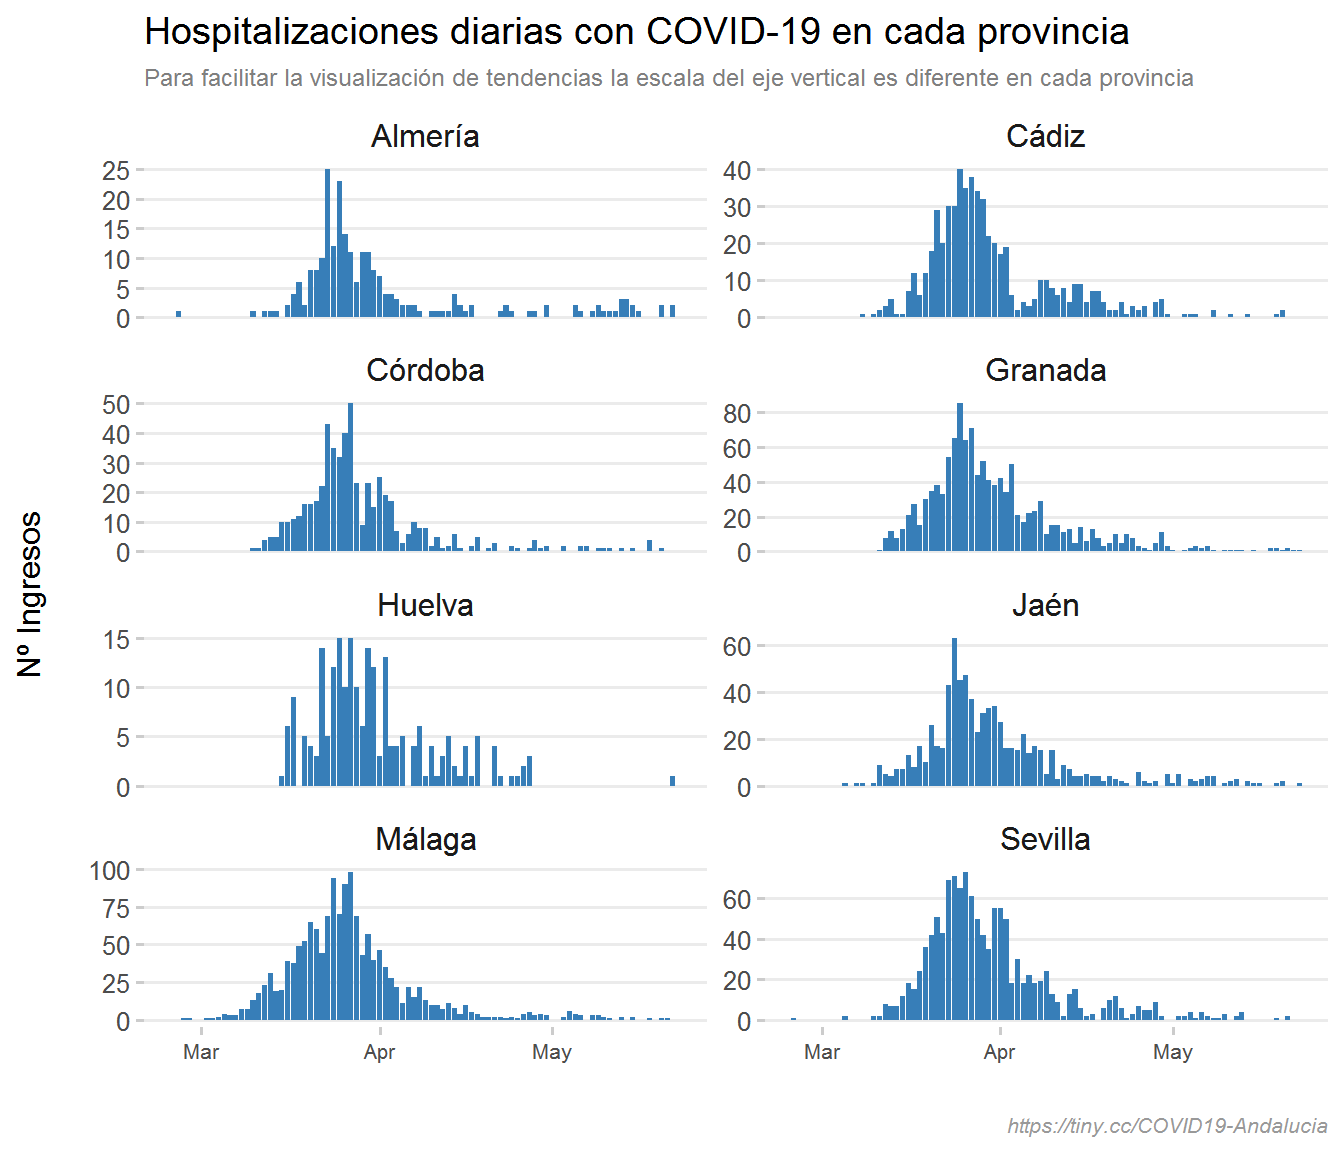 Hospitalizaciones diarias con COVID-19 en cada provincia
Para facilitar la visualización de tendencias la escala del eje vertical es diferente en cada provincia
Nº Ingresos
Almería
25
20
15
10
5
0
Cádiz
40
30
20
10
0
Córdoba
50
40
30
20
10
0
Granada
80
60
40
20
0
Huelva
15
10
5
0
Jaén
60
40
20
0
Málaga
100
75
50
25
0
Mar Apr May
Sevilla
60
40
20
0
Mar Apr May
https://tiny.cc/COVID19-Andalucia